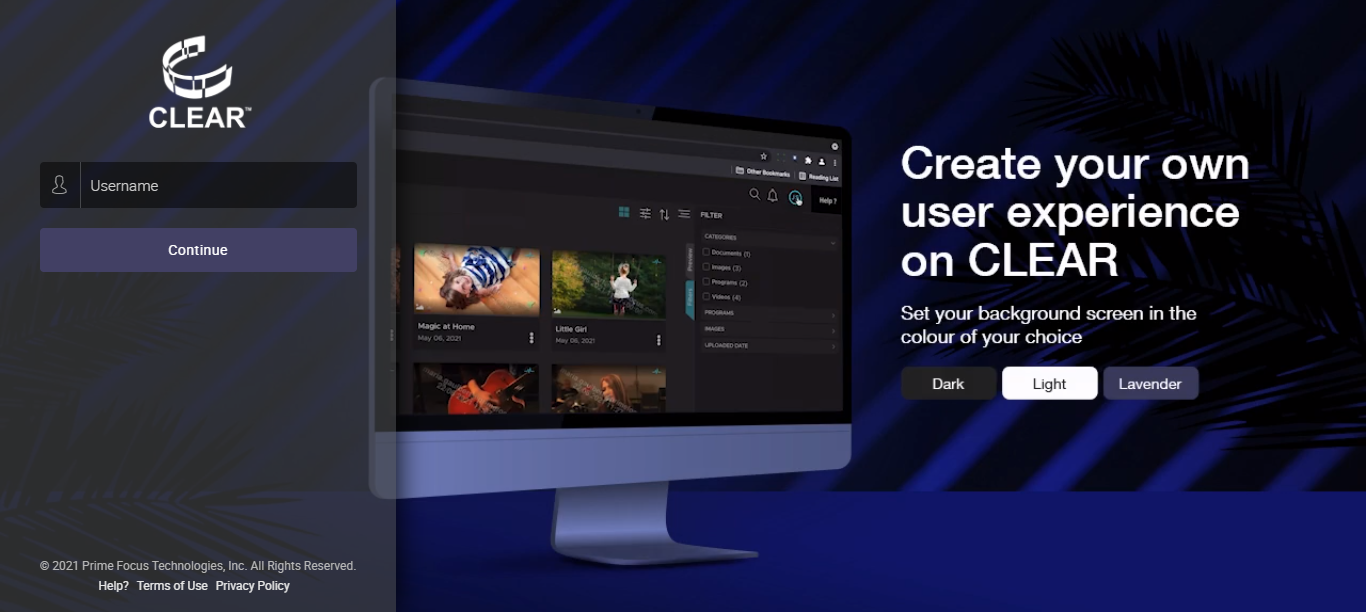 CLEAR™
Username
Continue
© 2021 Prime Focus Technologies, Inc. All Rights Reserved.
Help? Terms of Use Privacy Policy
Other Bookmarks
Reading List
Help ?
FILTER
CATEGORIES
Documents (1)
Images (3)
Programs (2)
Videos (4)
PROGRAMS
IMAGES
UPLOADED DATE
Preview
Filters
Magic at Home
May 06, 2021
Little Girl
May 06, 2021
Create your own
user experience
on CLEAR
Set your background screen in the
colour of your choice
Dark Light Lavender